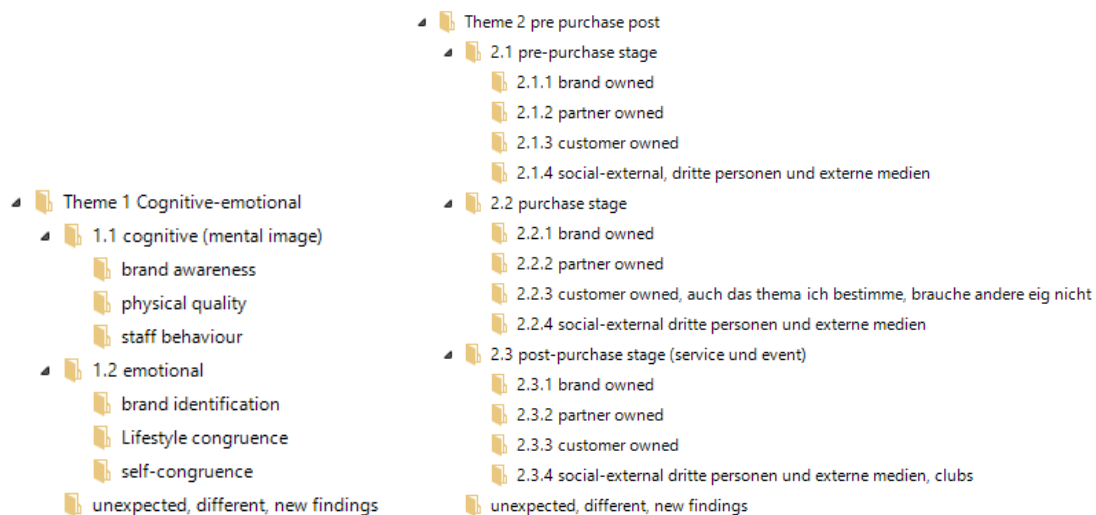 Theme 1 Cognitive-emotional
1.1 cognitive (mental image)
brand awareness
physical quality
staff behaviour
1.2 emotional
brand identification
Lifestyle congruence
self-congruence
unexpected, different, new findings
Theme 2 pre purchase post
2.1 pre-purchase stage
2.1.1 brand owned
2.1.2 partner owned
2.1.3 customer owned
2.1.4 social-external, dritte personen und externe medien
2.2 purchase stage
2.2.1 brand owned
2.2.2 partner owned
2.2.3 customer owned, auch das thema ich bestimme, brauche andere eig nicht
2.2.4 social-external dritte personen und externe medien
2.3 post-purchase stage (service und event)
2.3.1 brand owned
2.3.2 partner owned
2.3.3 customer owned
2.3.4 social-external dritte personen und externe medien, clubs
unexpected, different, new findings